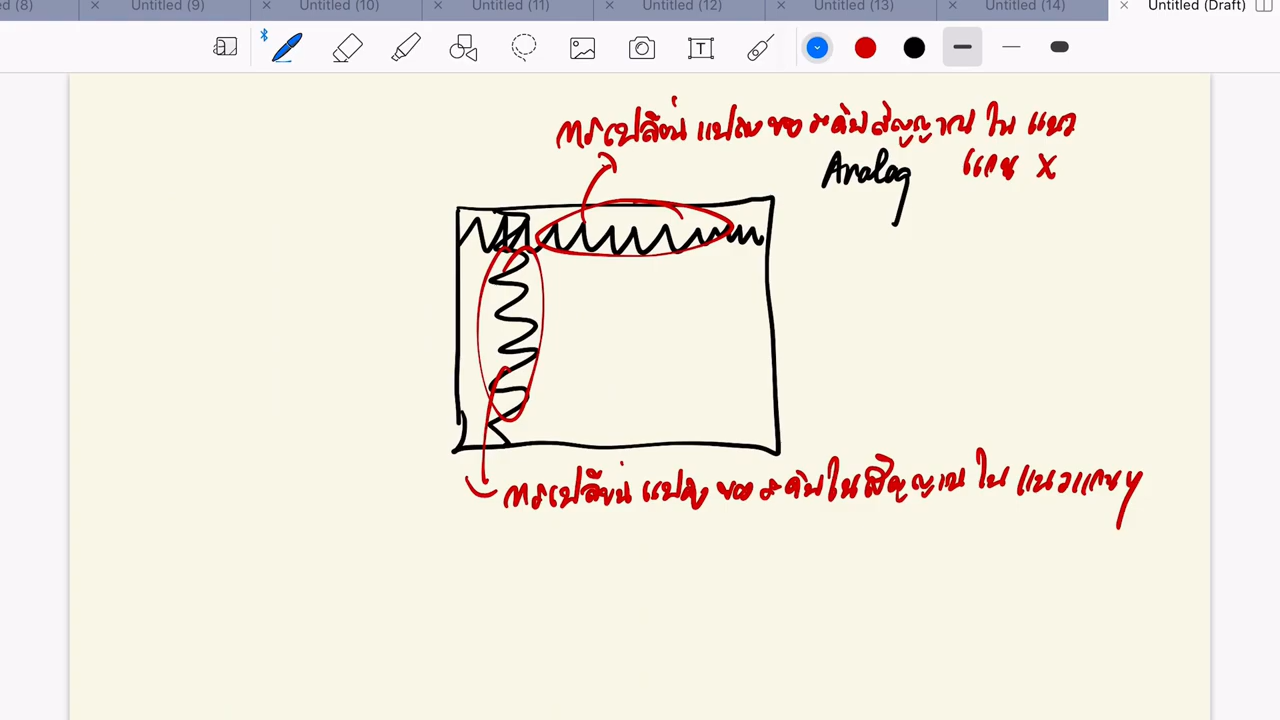 (8)
Untitled (9)
Untitled (10)
Untitled (11)
Untitled (12)
Untitled (13)
Untitled (14)
Untitled (Draft)
T
การเปลี่ยน แปลง ของ ระดับ สัญญาณ ใน แนว
Analog แกน X
การเปลี่ยน แปลง ของ ระดับ ใน สัญญาณ ใน แนวแกน y